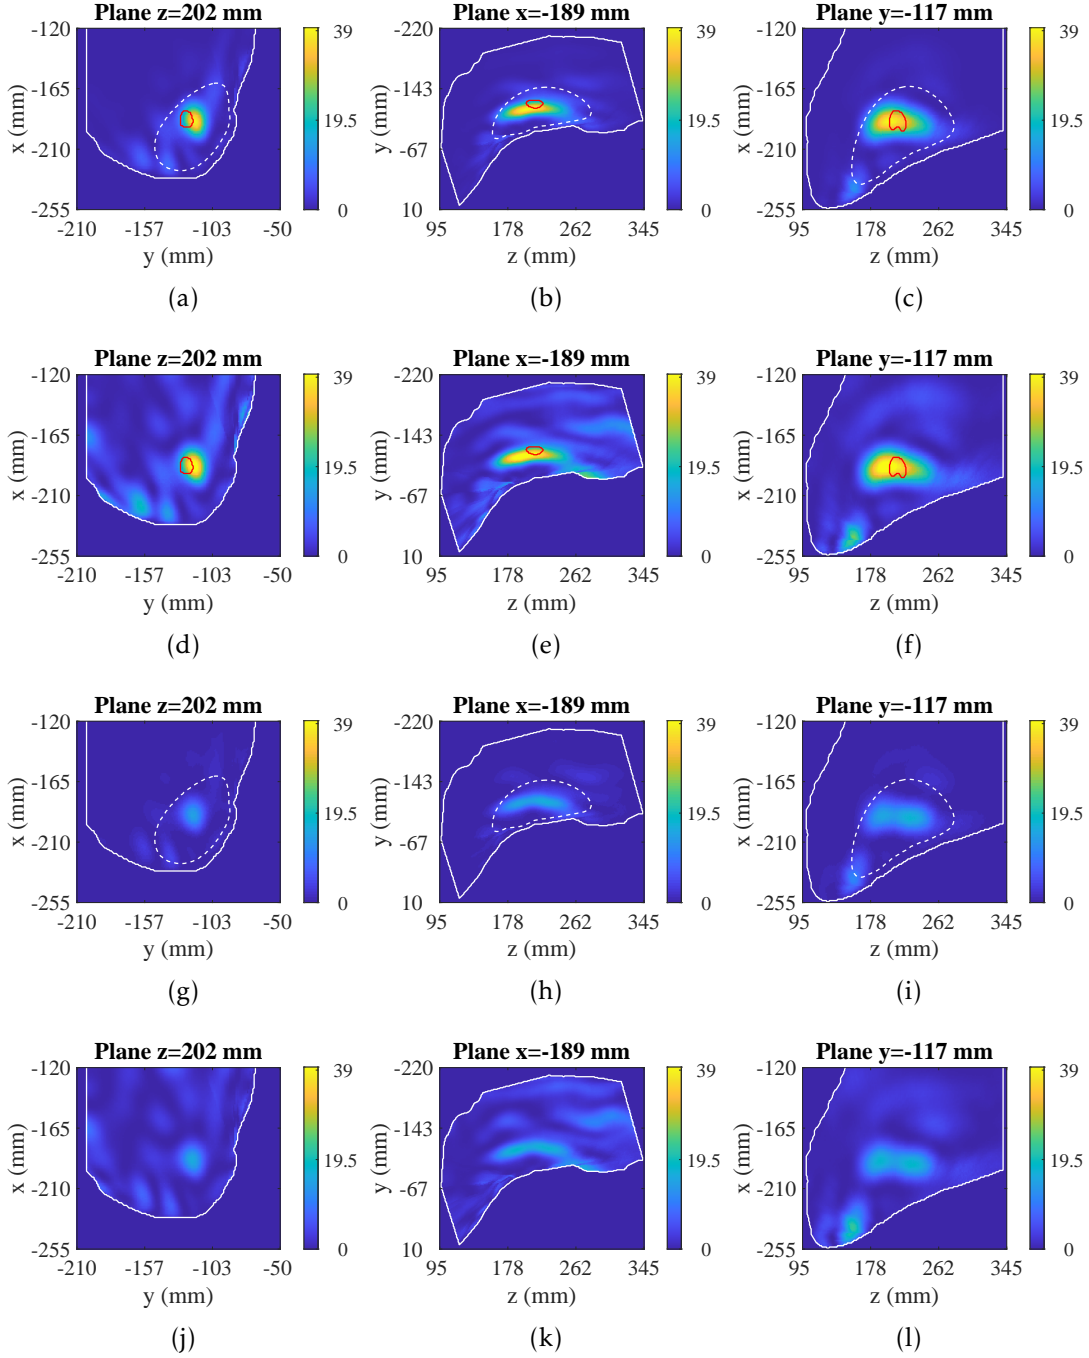 Plane z=202 mm Plane x=-189 mm Plane y=-117 mm
-120 39 -220 39 -120 39
-165 -143 -165
19.5 19.5 19.5
-210 -67 -210
-255 0 10 0 -255 0
-210 -157 -103 -50 95 178 262 345 95 178 262 345
x (mm) y (mm) x (mm)
y (mm) z (mm) z (mm)
(a) (b) (c)
Plane z=202 mm Plane x=-189 mm Plane y=-117 mm
-120 39 -220 39 -120 39
-165 -143 -165
19.5 19.5 19.5
-210 -67 -210
-255 0 10 0 -255 0
-210 -157 -103 -50 95 178 262 345 95 178 262 345
x (mm) y (mm) x (mm)
y (mm) z (mm) z (mm)
(d) (e) (f)
Plane z=202 mm Plane x=-189 mm Plane y=-117 mm
-120 39 -220 39 -120 39
-165 -143 -165
19.5 19.5 19.5
-210 -67 -210
-255 0 10 0 -255 0
-210 -157 -103 -50 95 178 262 345 95 178 262 345
x (mm) y (mm) x (mm)
y (mm) z (mm) z (mm)
(g) (h) (i)
Plane z=202 mm Plane x=-189 mm Plane y=-117 mm
-120 39 -220 39 -120 39
-165 -143 -165
19.5 19.5 19.5
-210 -67 -210
-255 0 10 0 -255 0
-210 -157 -103 -50 95 178 262 345 95 178 262 345
x (mm) y (mm) x (mm)
y (mm) z (mm) z (mm)
(j) (k) (l)